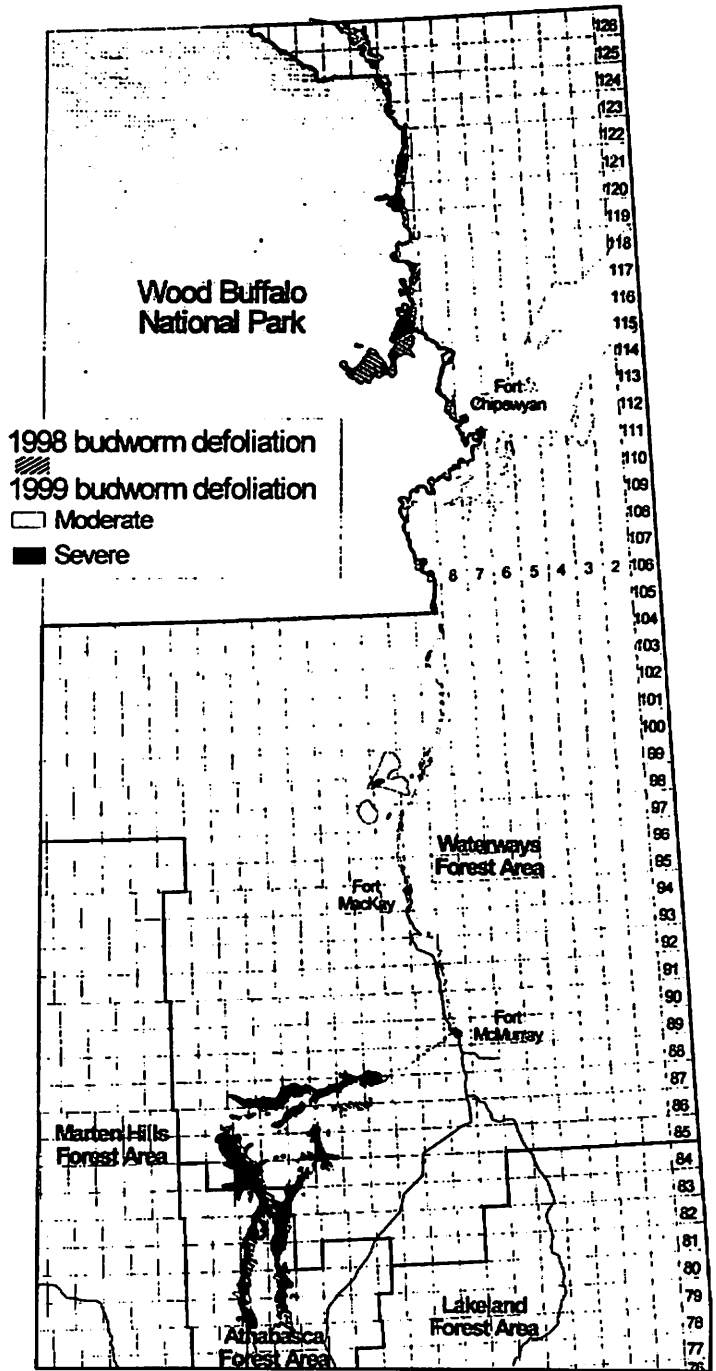 126
125
124
123
122
121
120
119
118
117
116
115
114
113
112
111
110
109
108
107
106
105
104
103
102
101
100
99
98
97
96
95
94
93
92
91
90
89
88
87
86
85
84
83
82
81
80
79
78
77
76
Wood Buffalo
National Park
Fort
Chipewyan
1998 budworm defoliation
1999 budworm defoliation
Moderate
Severe
8 7 6 5 4 3 2
Waterways
Forest Area
Fort
MacKay
Fort
McMurray
Marten Hills
Forest Area
Lakeland
Forest Area
Athabasca
Forest Area